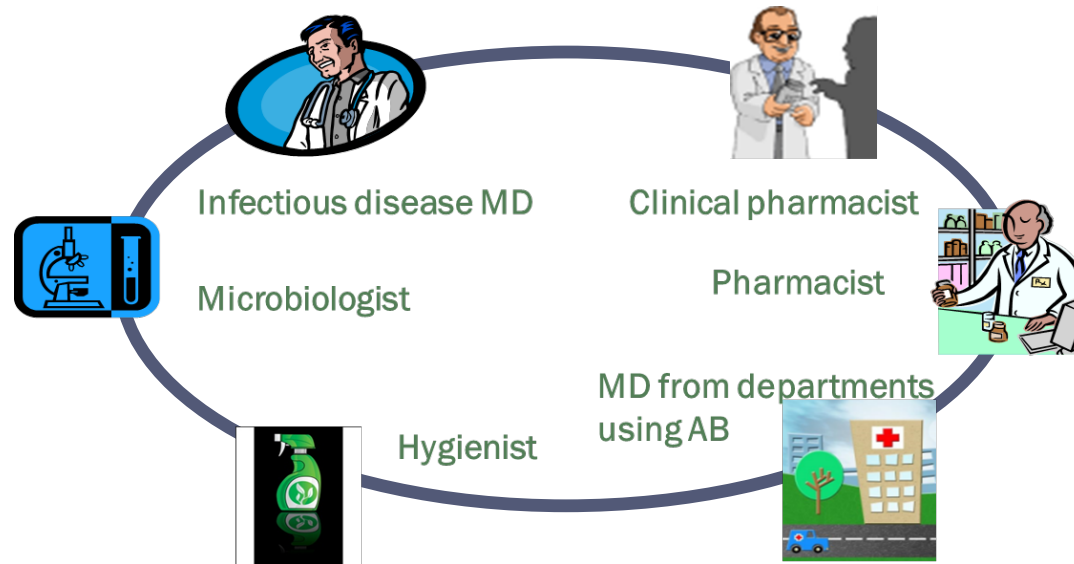 Infectious disease MD
Clinical pharmacist
Microbiologist
Pharmacist
MD from departments
using AB
Hygienist